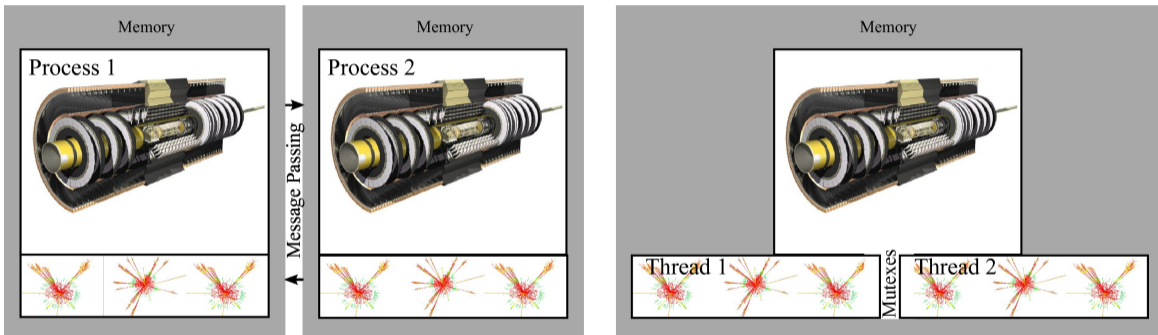 Memory
Process 1
Message Passing
Memory
Process 2
Memory
Thread 1
Mutexes
Thread 2